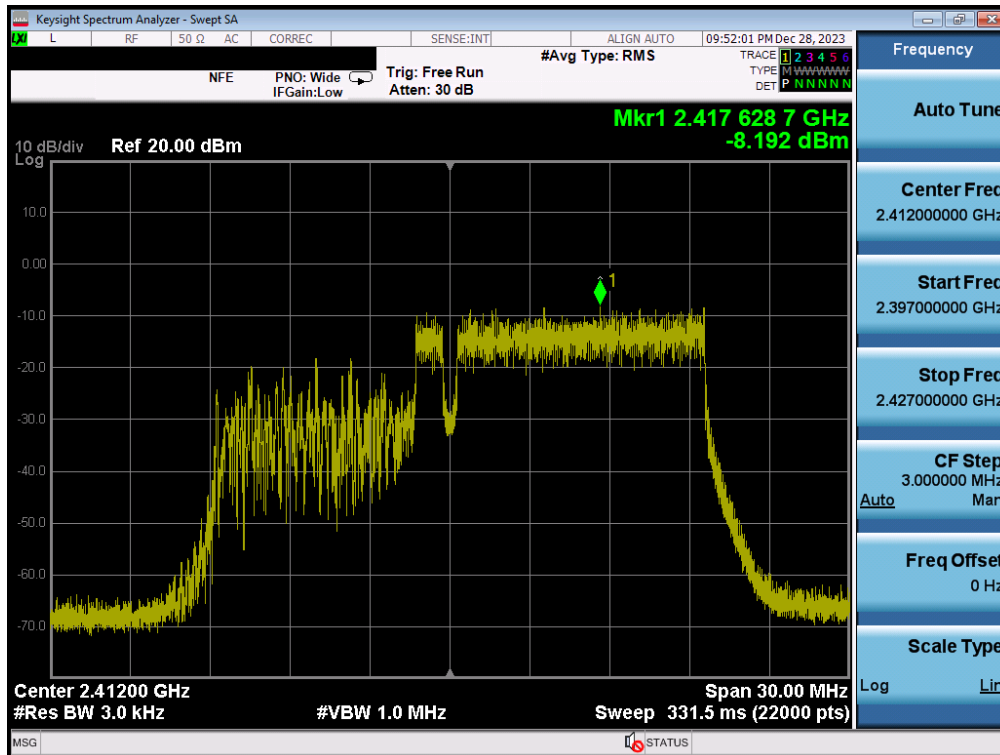 Keysight Spectrum Analyzer - Swept SA
LXI L RF 50 Ω AC CORREC SENSE:INT ALIGN AUTO 09:52:01 PM Dec 28, 2023
#Avg Type: RMS
TRACE 1 2 3 4 5 6
TYPE M WWWWW
DET P N N N N N
NFE PNO: Wide Trig: Free Run
IFGain:Low Atten: 30 dB
Mkr1 2.417 628 7 GHz
-8.192 dBm
10 dB/div Ref 20.00 dBm
Log
10.0
0.00
-10.0
-20.0
-30.0
-40.0
-50.0
-60.0
-70.0
1
Center 2.41200 GHz Span 30.00 MHz
#Res BW 3.0 kHz #VBW 1.0 MHz Sweep 331.5 ms (22000 pts)
MSG STATUS
Frequency
Auto Tune
Center Freq
2.412000000 GHz
Start Freq
2.397000000 GHz
Stop Freq
2.427000000 GHz
CF Step
3.000000 MHz
Auto Man
Freq Offset
0 Hz
Scale Type
Log Lin